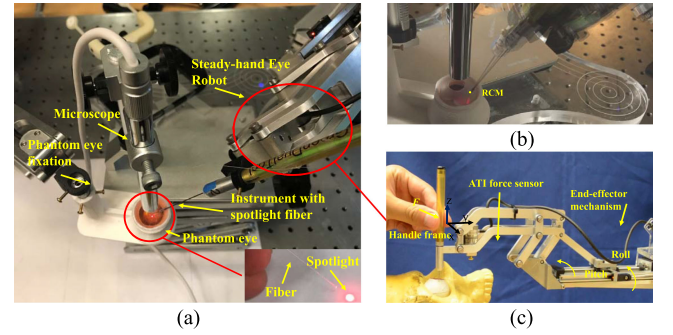 Steady-hand Eye
Robot
Microscope
Phantom eye
fixation
Instrument with
spotlight fiber
Phantom eye
Spotlight
Fiber
(a)
RCM
(b)
ATI force sensor
End-effector
mechanism
Handle frame
Roll
Pitch
(c)